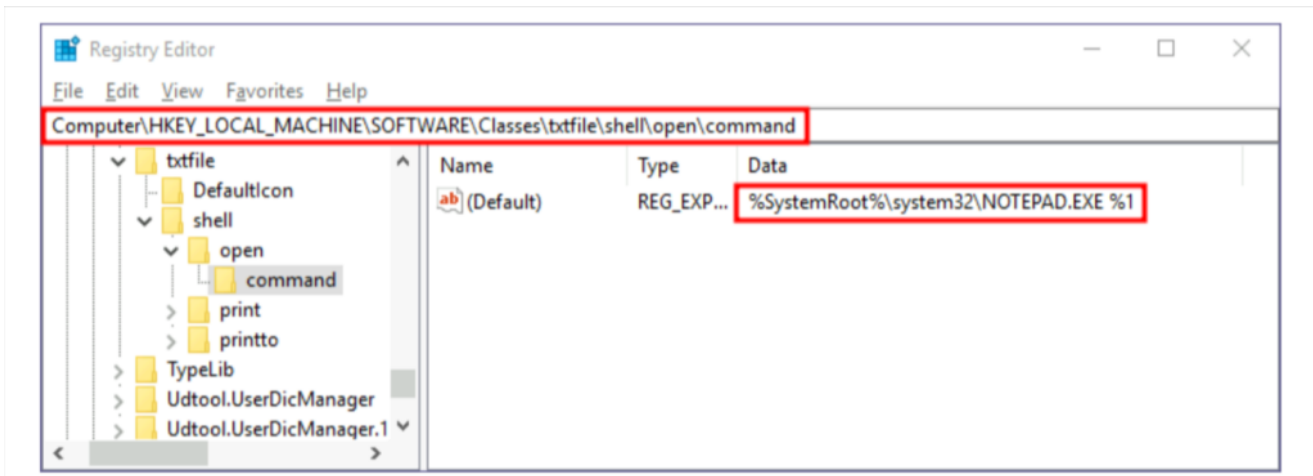 Registry Editor
File Edit View Favorites Help
Computer\HKEY_LOCAL_MACHINE\SOFTWARE\Classes\txtfile\shell\open\command
txtfile
DefaultIcon
shell
open
command
print
printto
TypeLib
Udtool.UserDicManager
Udtool.UserDicManager.1
Name Type Data
ab (Default) REG_EXP... %SystemRoot%\system32\NOTEPAD.EXE %1